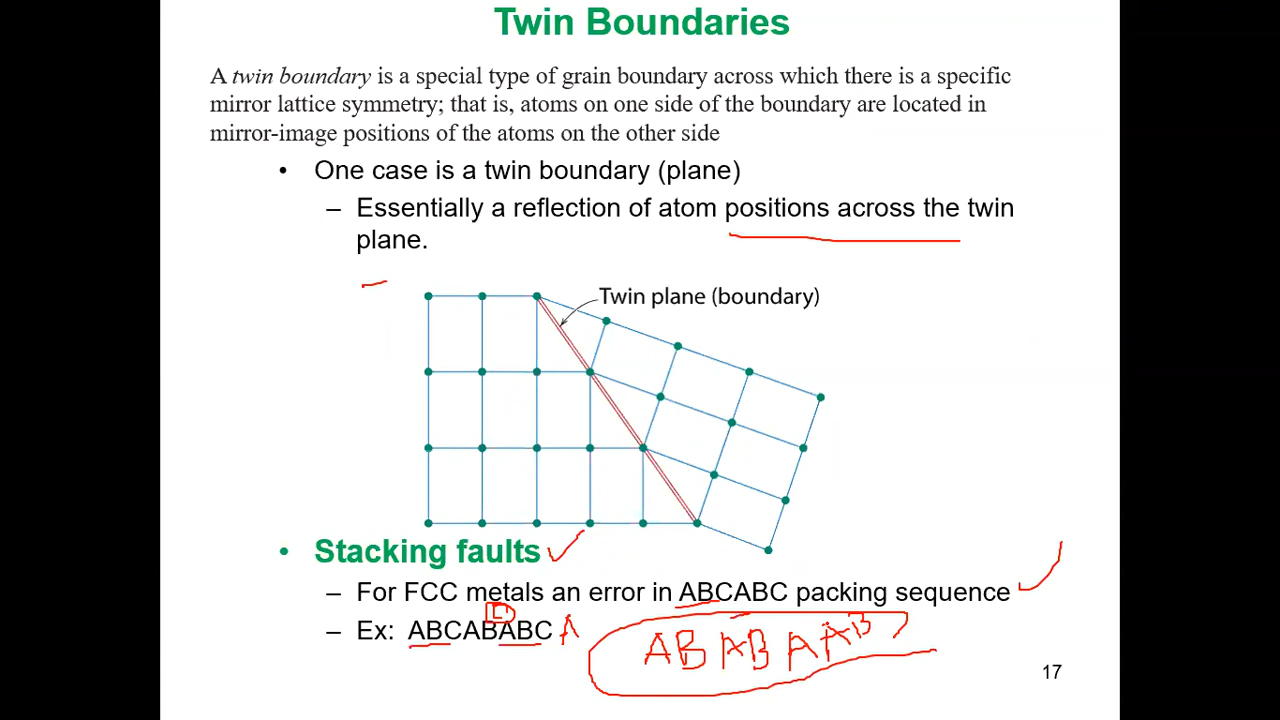 Twin Boundaries
A twin boundary is a special type of grain boundary across which there is a specific
mirror lattice symmetry; that is, atoms on one side of the boundary are located in
mirror-image positions of the atoms on the other side
• One case is a twin boundary (plane)
– Essentially a reflection of atom positions across the twin
plane.
Twin plane (boundary)
• Stacking faults
– For FCC metals an error in ABCABC packing sequence
– Ex: ABCABABC A
AB AB A AB
17